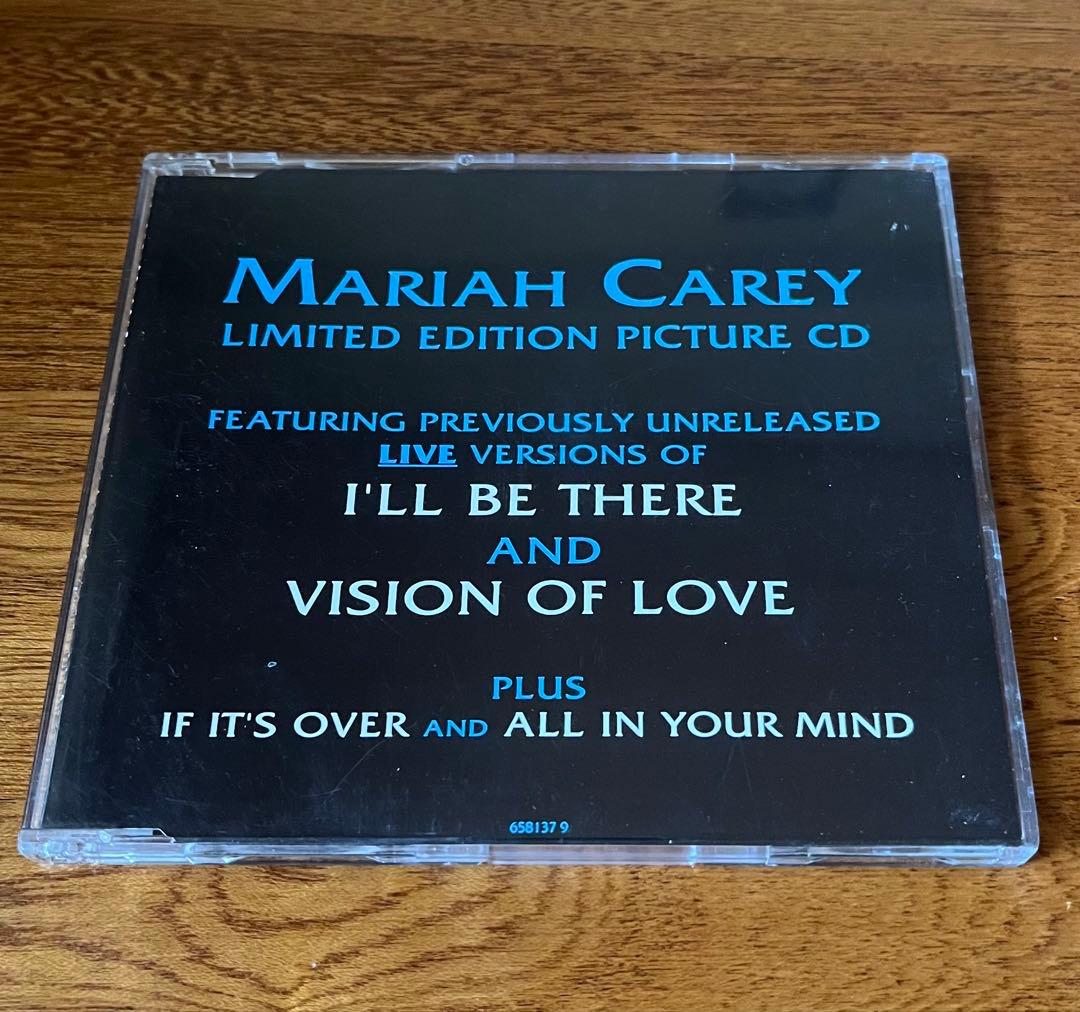 MARIAH CAREY
LIMITED EDITION PICTURE CD
FEATURING PREVIOUSLY UNRELEASED
LIVE VERSIONS OF
I'LL BE THERE
AND
VISION OF LOVE
PLUS
IF IT'S OVER AND ALL IN YOUR MIND
658137 9